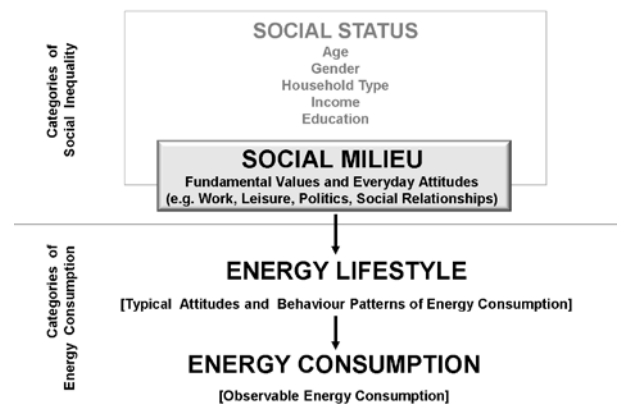 Categories of
Social Inequality
SOCIAL STATUS
Age
Gender
Household Type
Income
Education
SOCIAL MILIEU
Fundamental Values and Everyday Attitudes
(e.g. Work, Leisure, Politics, Social Relationships)
Categories of
Energy Consumption
ENERGY LIFESTYLE
[Typical Attitudes and Behaviour Patterns of Energy Consumption]
ENERGY CONSUMPTION
[Observable Energy Consumption]